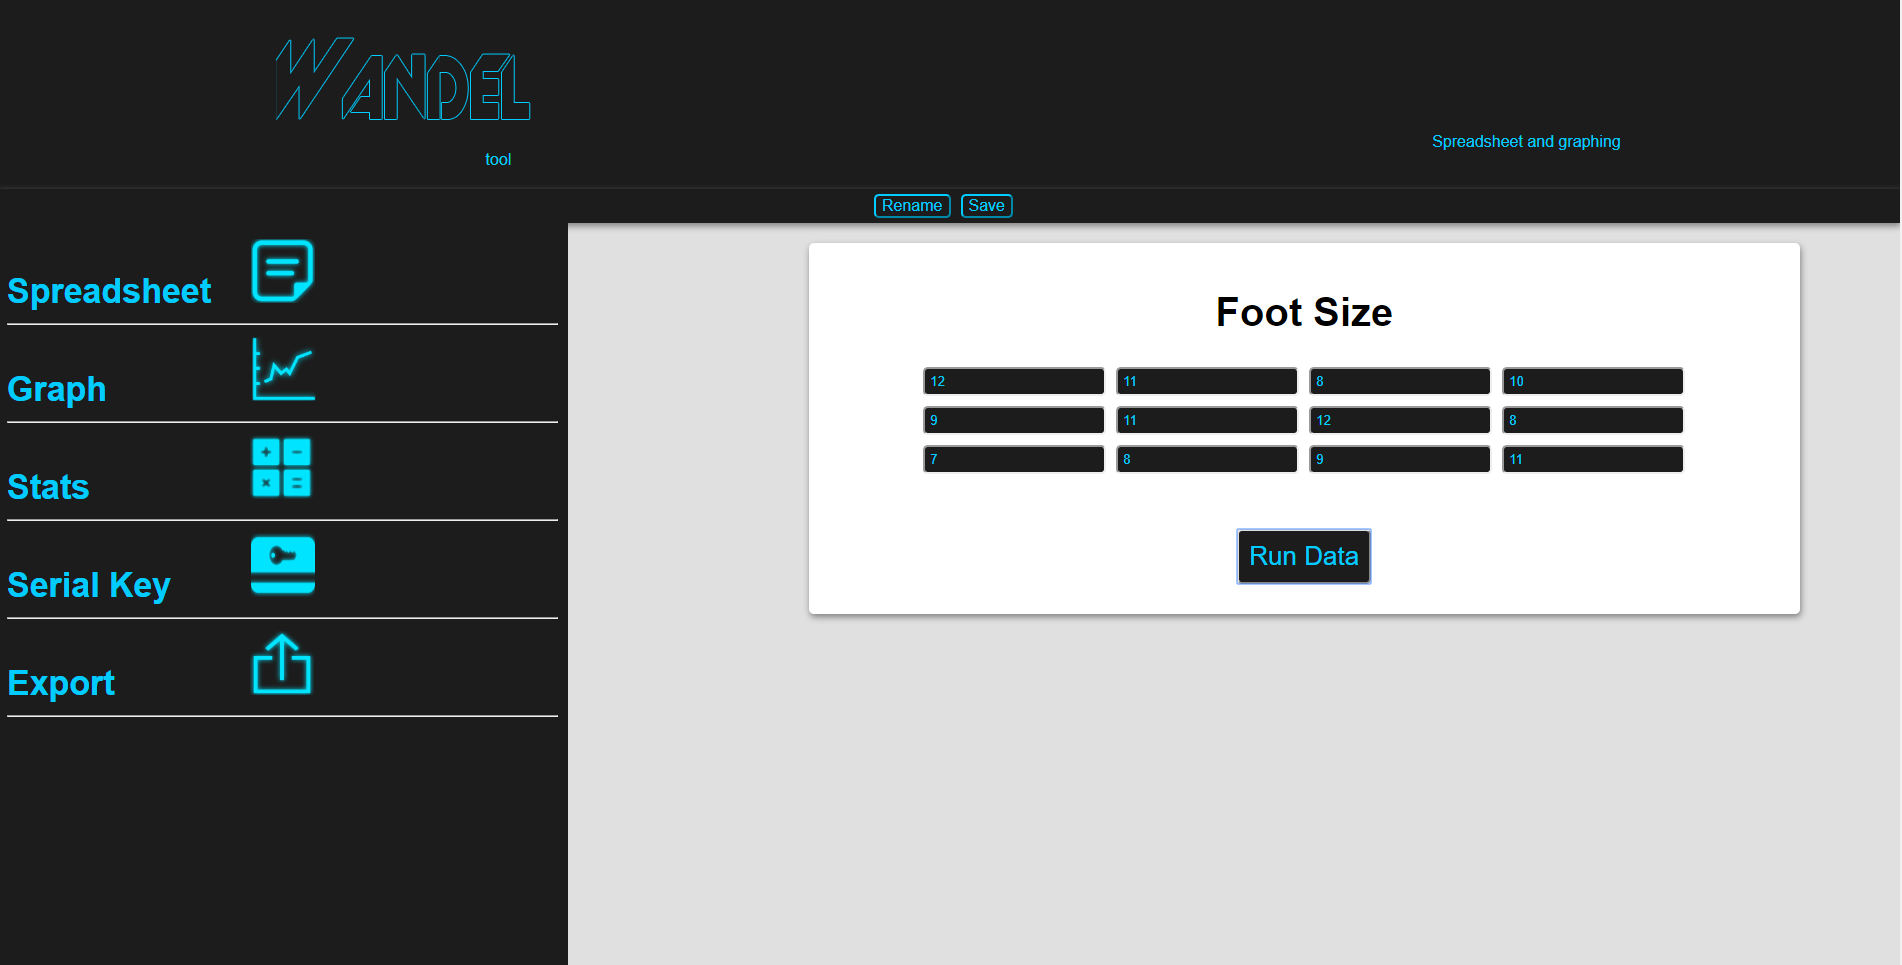 WANDEL
Spreadsheet and graphing
tool
Rename Save
Spreadsheet
Graph
Stats
Serial Key
Export
Foot Size
12 11 8 10
9 11 12 8
7 8 9 11
Run Data